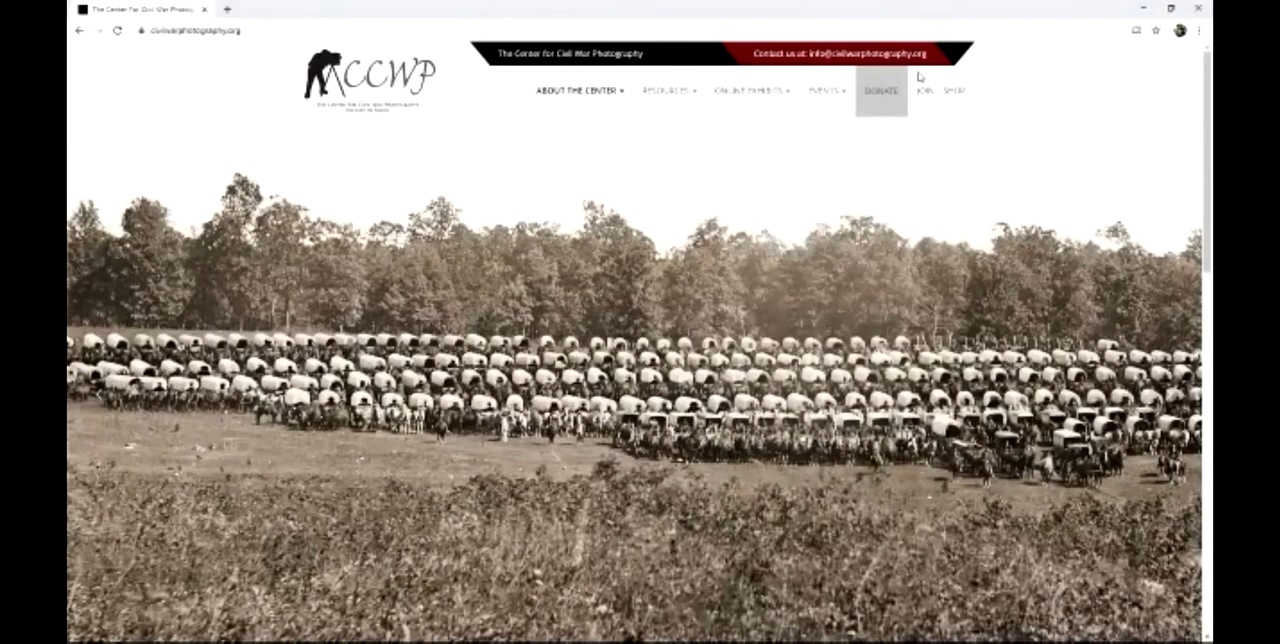 The Center For Civil War Photog
civilwarphotography.org
The Center for Civil War Photography
Contact us at: info@civilwarphotography.org
CCWP
ABOUT THE CENTER
RESOURCES
ONLINE EXHIBITS
EVENTS
DONATE
JOIN
SHOP